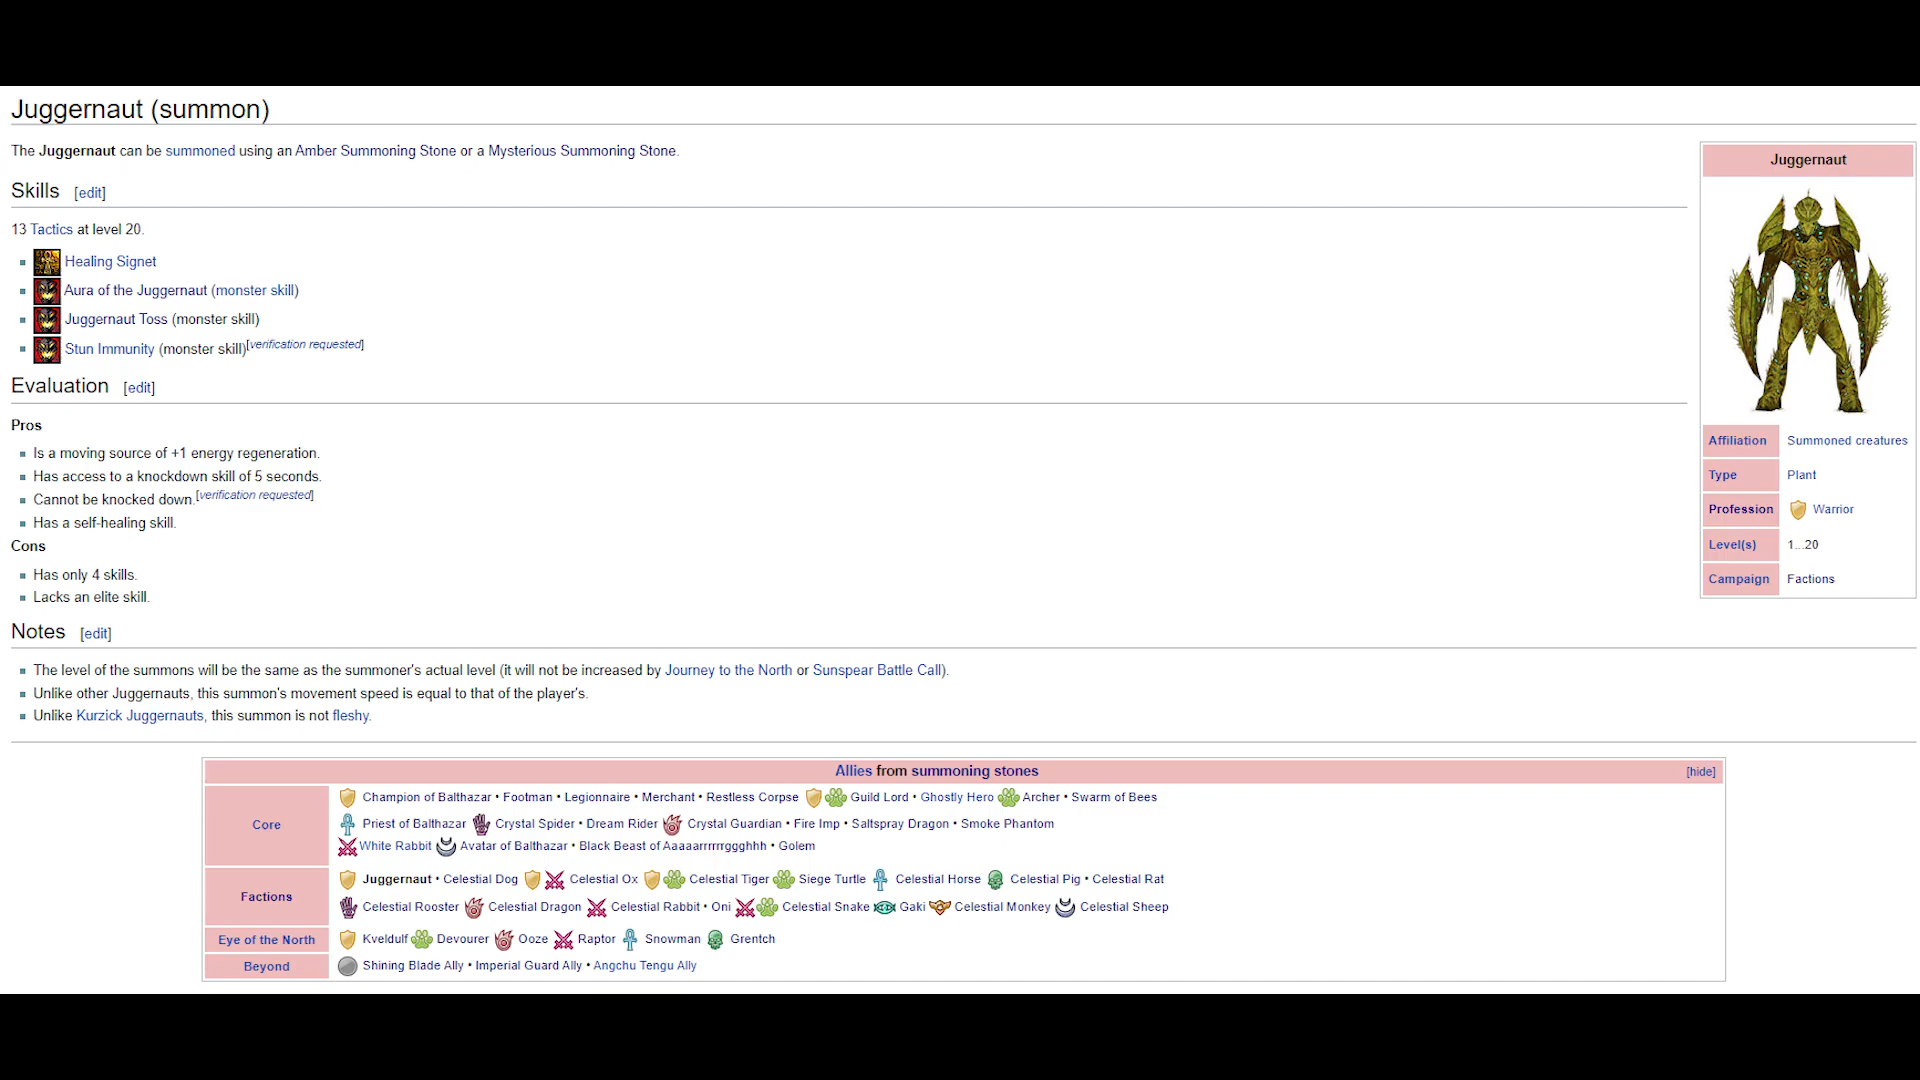 Juggernaut (summon)
The Juggernaut can be summoned using an Amber Summoning Stone or a Mysterious Summoning Stone.
Skills [edit]
13 Tactics at level 20.
Healing Signet
Aura of the Juggernaut (monster skill)
Juggernaut Toss (monster skill)
Stun Immunity (monster skill)[verification requested]
Evaluation [edit]
Pros
Is a moving source of +1 energy regeneration.
Has access to a knockdown skill of 5 seconds.
Cannot be knocked down.[verification requested]
Has a self-healing skill.
Cons
Has only 4 skills.
Lacks an elite skill.
Notes [edit]
The level of the summons will be the same as the summoner's actual level (it will not be increased by Journey to the North or Sunspear Battle Call).
Unlike other Juggernauts, this summon's movement speed is equal to that of the player's.
Unlike Kurzick Juggernauts, this summon is not fleshy.
Juggernaut
Affiliation Summoned creatures
Type Plant
Profession Warrior
Level(s) 1...20
Campaign Factions
Allies from summoning stones [hide]
Core
Champion of Balthazar • Footman • Legionnaire • Merchant • Restless Corpse Guild Lord • Ghostly Hero Archer • Swarm of Bees
Priest of Balthazar Crystal Spider • Dream Rider Crystal Guardian • Fire Imp • Saltspray Dragon • Smoke Phantom
White Rabbit Avatar of Balthazar • Black Beast of Aaaaarrrrrrggghhh • Golem
Factions
Juggernaut • Celestial Dog Celestial Ox Celestial Tiger Siege Turtle Celestial Horse Celestial Pig • Celestial Rat
Celestial Rooster Celestial Dragon Celestial Rabbit • Oni Celestial Snake Gaki Celestial Monkey Celestial Sheep
Eye of the North Kveldulf Devourer Ooze Raptor Snowman Grentch
Beyond Shining Blade Ally • Imperial Guard Ally • Angchu Tengu Ally